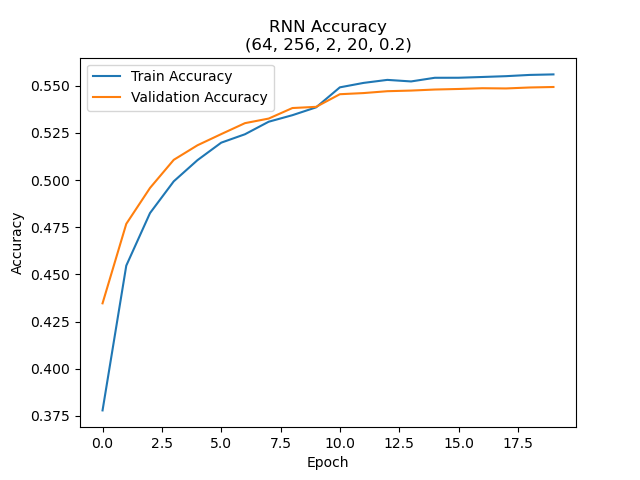 RNN Accuracy
(64, 256, 2, 20, 0.2)
Train Accuracy
Validation Accuracy
Accuracy
0.550
0.525
0.500
0.475
0.450
0.425
0.400
0.375
0.0 2.5 5.0 7.5 10.0 12.5 15.0 17.5
Epoch